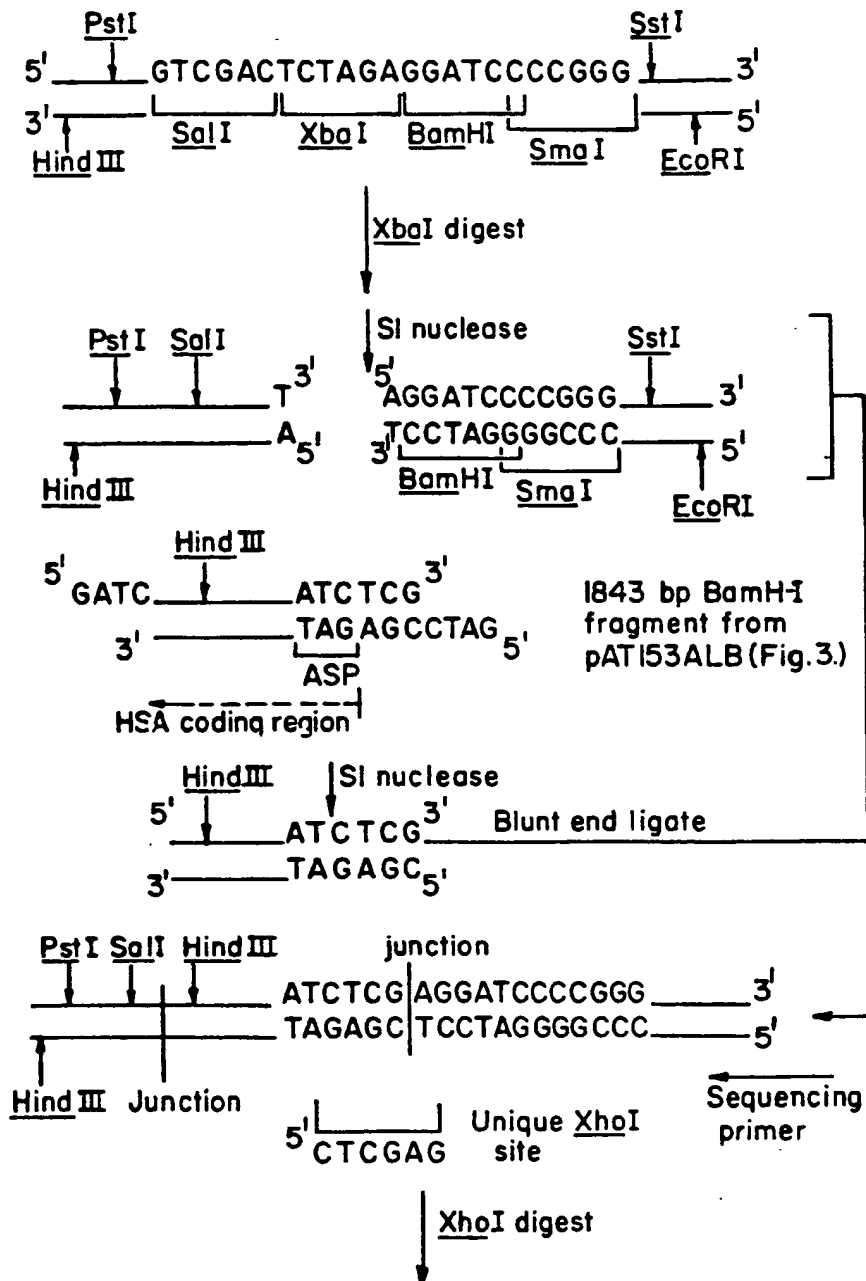 PstI SstI
5' GTCGACTCTAGAGGATCCCCGGG 3'
3' 5'
HindIII SalI XbaI BamHI SmaI EcoRI
XbaI digest
SI nuclease
PstI SalI SstI
T 3' 5' AGGATCCCCGGG 3'
A 5' 3' TCCTAGGGGCCC 5'
HindIII BamHI SmaI EcoRI
HindIII
5' GATC ATCTCG 3'
3' TAGAGCCTAG 5'
ASP
HSA coding region
1843 bp BamH-I
fragment from
pAT153ALB (Fig. 3.)
HindIII SI nuclease
5' ATCTCG 3' Blunt end ligate
3' TAGAGC 5'
PstI SalI HindIII junction
ATCTCG AGGATCCCCGGG 3'
TAGAGC TCCTAGGGGCCC 5'
HindIII Junction
Sequencing
primer
5' CTCGAG
Unique XhoI
site
XhoI digest